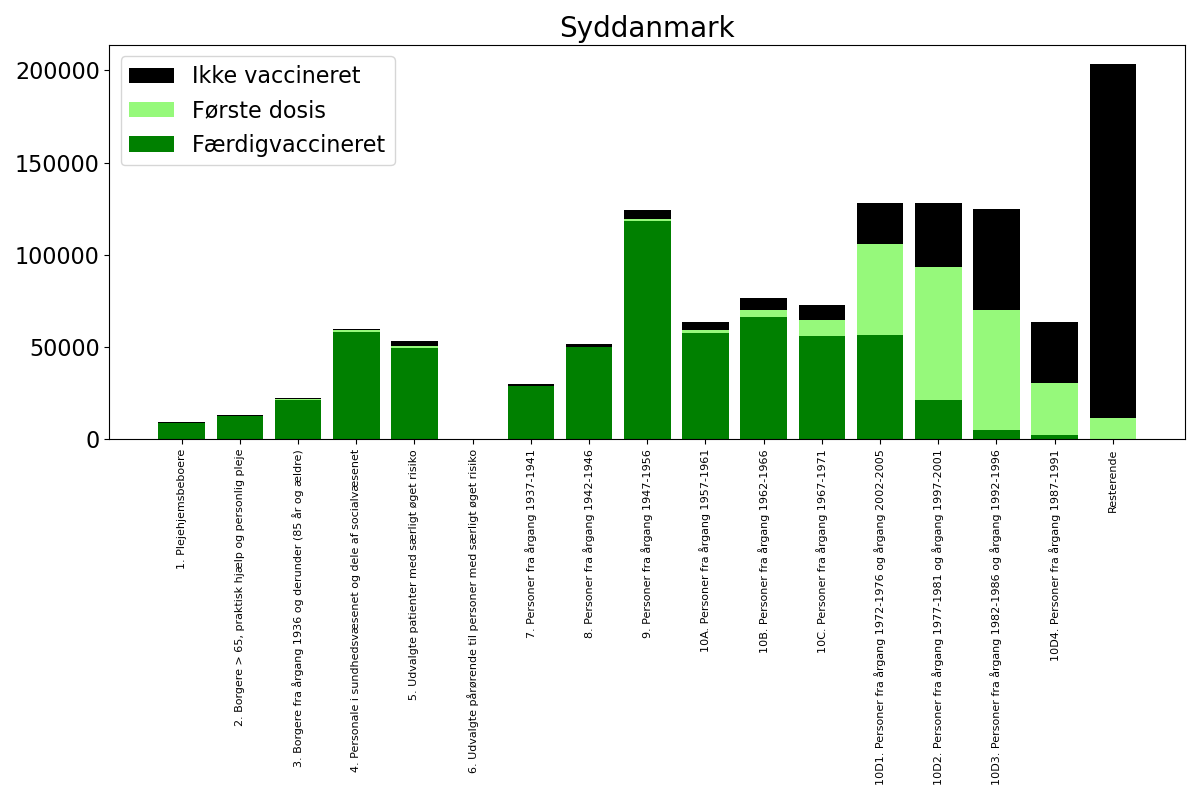 Syddanmark
200000
150000
100000
50000
0
Ikke vaccineret
Første dosis
Færdigvaccineret
1. Plejehjemsbeboere
2. Borgere > 65, praktisk hjælp og personlig pleje
3. Borgere fra årgang 1936 og derunder (85 år og ældre)
4. Personale i sundhedsvæsenet og dele af socialvæsenet
5. Udvalgte patienter med særligt øget risiko
6. Udvalgte pårørende til personer med særligt øget risiko
7. Personer fra årgang 1937-1941
8. Personer fra årgang 1942-1946
9. Personer fra årgang 1947-1956
10A. Personer fra årgang 1957-1961
10B. Personer fra årgang 1962-1966
10C. Personer fra årgang 1967-1971
10D1. Personer fra årgang 1972-1976 og årgang 2002-2005
10D2. Personer fra årgang 1977-1981 og årgang 1997-2001
10D3. Personer fra årgang 1982-1986 og årgang 1992-1996
10D4. Personer fra årgang 1987-1991
Resterende